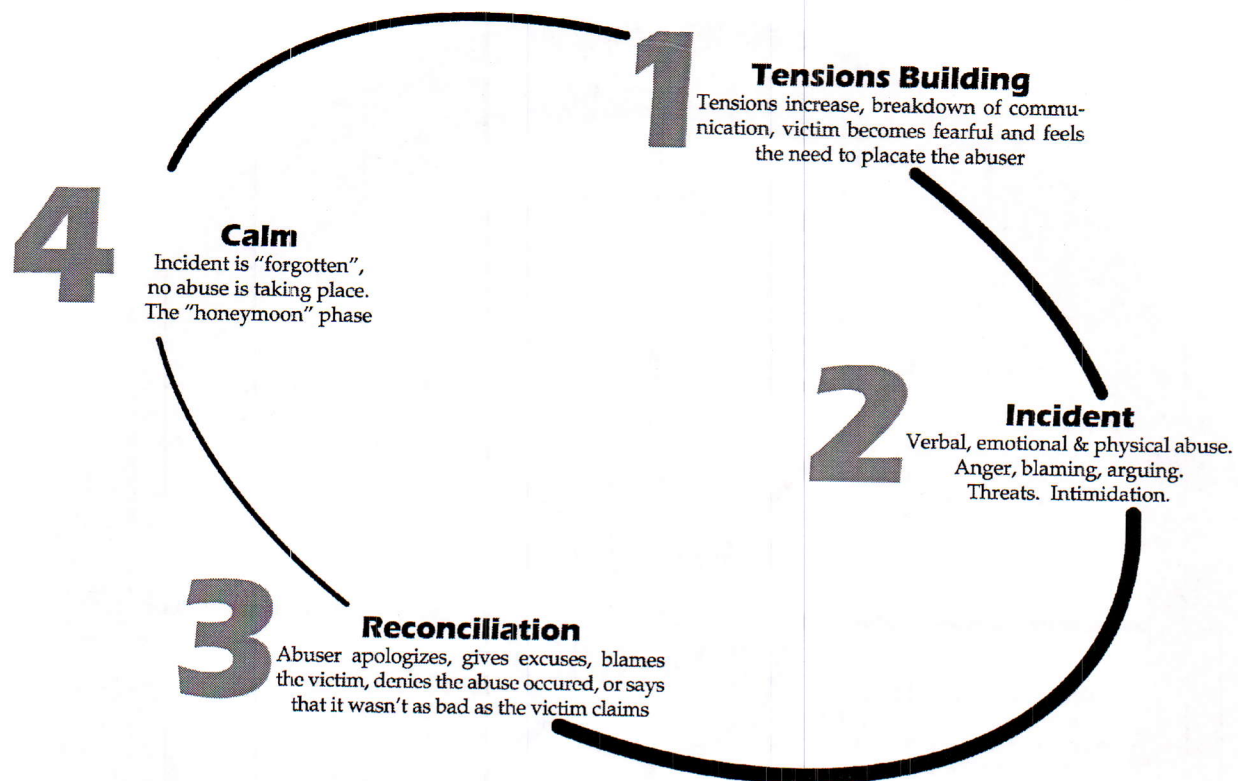 1
Tensions Building
Tensions increase, breakdown of commu-
nication, victim becomes fearful and feels
the need to placate the abuser
2
Incident
Verbal, emotional & physical abuse.
Anger, blaming, arguing.
Threats. Intimidation.
3
Reconciliation
Abuser apologizes, gives excuses, blames
the victim, denies the abuse occured, or says
that it wasn't as bad as the victim claims
4
Calm
Incident is "forgotten",
no abuse is taking place.
The "honeymoon" phase